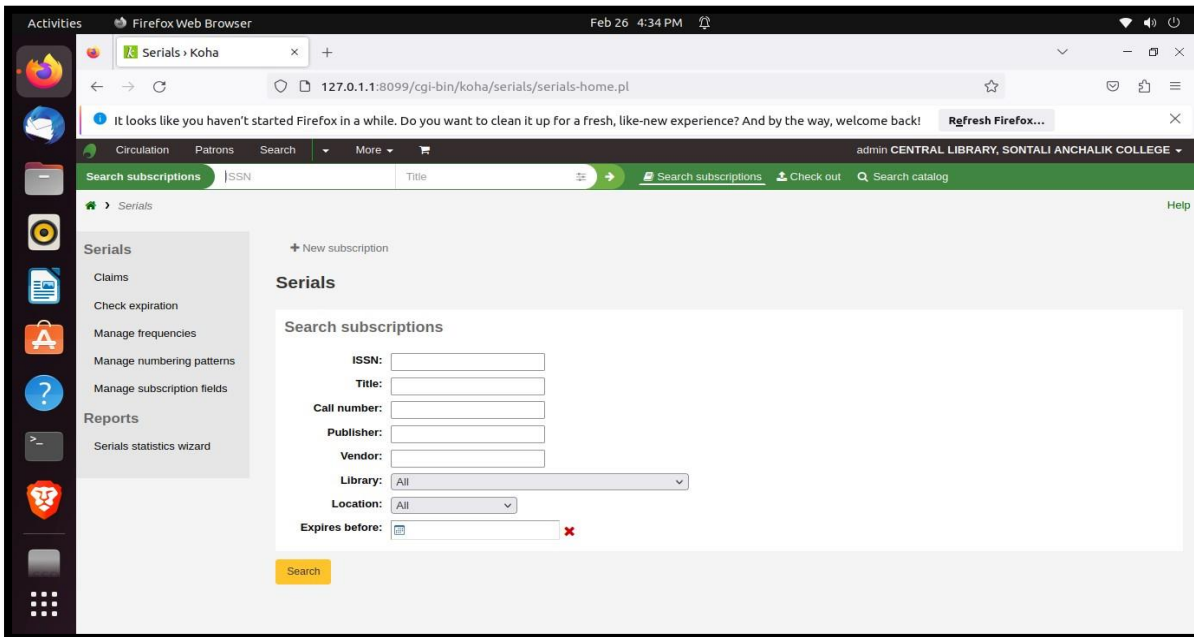 Activities Firefox Web Browser Feb 26 4:34 PM
Serials › Koha
127.0.1.1:8099/cgi-bin/koha/serials/serials-home.pl
It looks like you haven't started Firefox in a while. Do you want to clean it up for a fresh, like-new experience? And by the way, welcome back! Refresh Firefox...
Circulation Patrons Search More admin CENTRAL LIBRARY, SONTALI ANCHALIK COLLEGE
Search subscriptions ISSN Title Search subscriptions Check out Search catalog
Serials Help
Serials
Claims
Check expiration
Manage frequencies
Manage numbering patterns
Manage subscription fields
Reports
Serials statistics wizard
+ New subscription
Serials
Search subscriptions
ISSN:
Title:
Call number:
Publisher:
Vendor:
Library: All
Location: All
Expires before:
Search